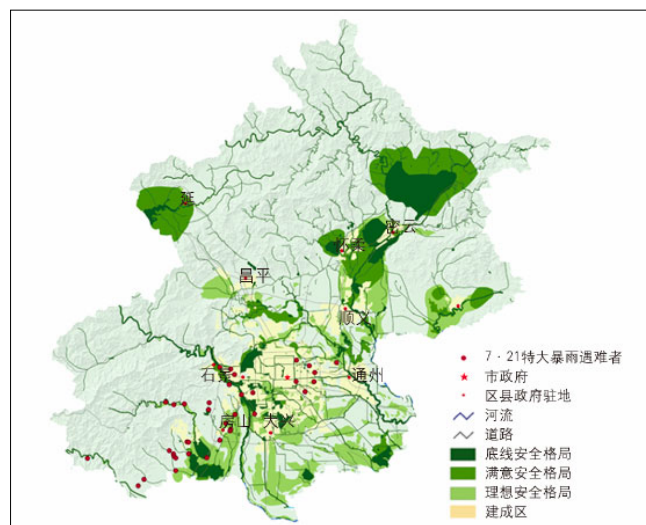 延
密云
怀柔
昌平
顺义
石景
通州
房山 大兴
7·21特大暴雨遇难者
市政府
区县政府驻地
河流
道路
底线安全格局
满意安全格局
理想安全格局
建成区